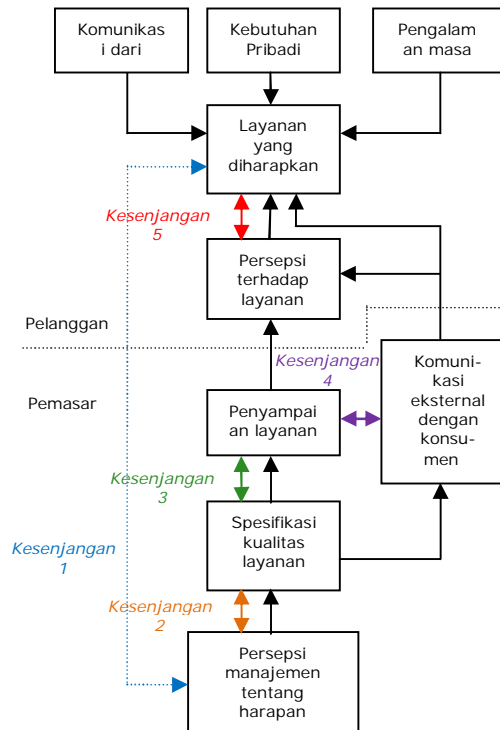 Komunikas
i dari
Kebutuhan
Pribadi
Pengalam
an masa
Layanan
yang
diharapkan
Kesenjangan
5
Persepsi
terhadap
layanan
Pelanggan
Pemasar
Kesenjangan
4
Komuni-
kasi
eksternal
dengan
konsu-
men
Penyampai
an layanan
Kesenjangan
3
Spesifikasi
kualitas
layanan
Kesenjangan
1
Kesenjangan
2
Persepsi
manajemen
tentang
harapan